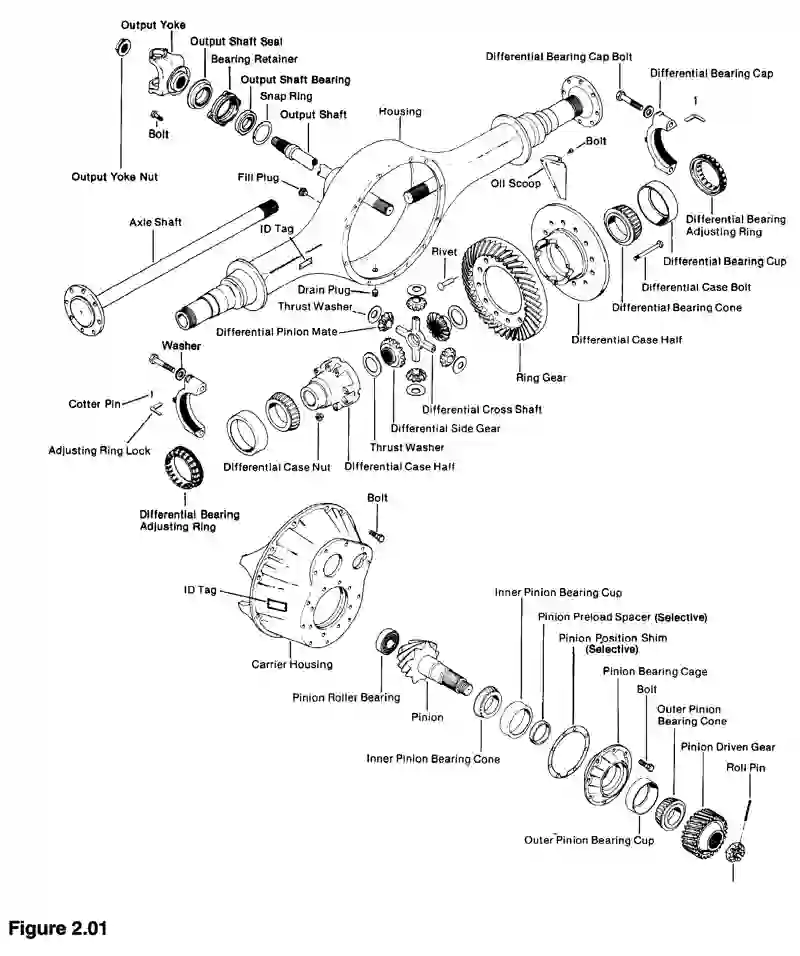 Output Yoke
Output Shaft Seal
Bearing Retainer
Output Shaft Bearing
Snap Ring
Output Shaft
Housing
Differential Bearing Cap Bolt
Differential Bearing Cap
Bolt
Bolt
Output Yoke Nut
Fill Plug
Oil Scoop
Axle Shaft
ID Tag
Differential Bearing
Adjusting Ring
Rivet
Differential Bearing Cup
Drain Plug
Differential Case Bolt
Thrust Washer
Differential Bearing Cone
Differential Pinion Mate
Differential Case Half
Washer
Ring Gear
Cotter Pin
Differential Cross Shaft
Differential Side Gear
Adjusting Ring Lock
Thrust Washer
Differential Case Nut
Differential Case Half
Differential Bearing
Adjusting Ring
Bolt
ID Tag
Inner Pinion Bearing Cup
Pinion Preload Spacer (Selective)
Pinion Position Shim
(Selective)
Carrier Housing
Pinion Bearing Cage
Bolt
Pinion Roller Bearing
Outer Pinion
Bearing Cone
Pinion
Pinion Driven Gear
Inner Pinion Bearing Cone
Roll Pin
Outer Pinion Bearing Cup
Figure 2.01